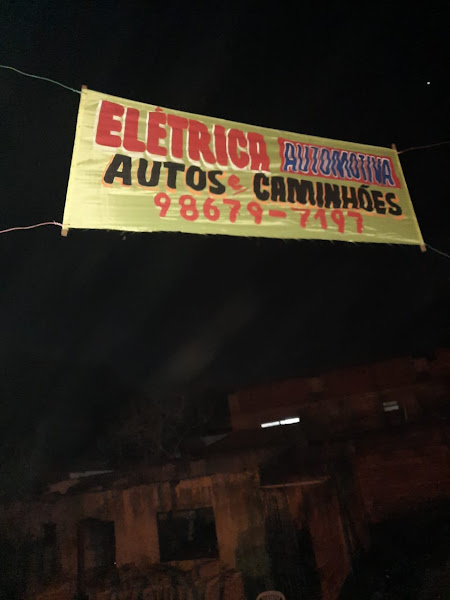 ELÉTRICA AUTOMOTIVA
AUTOS e CAMINHÕES
98679-7197